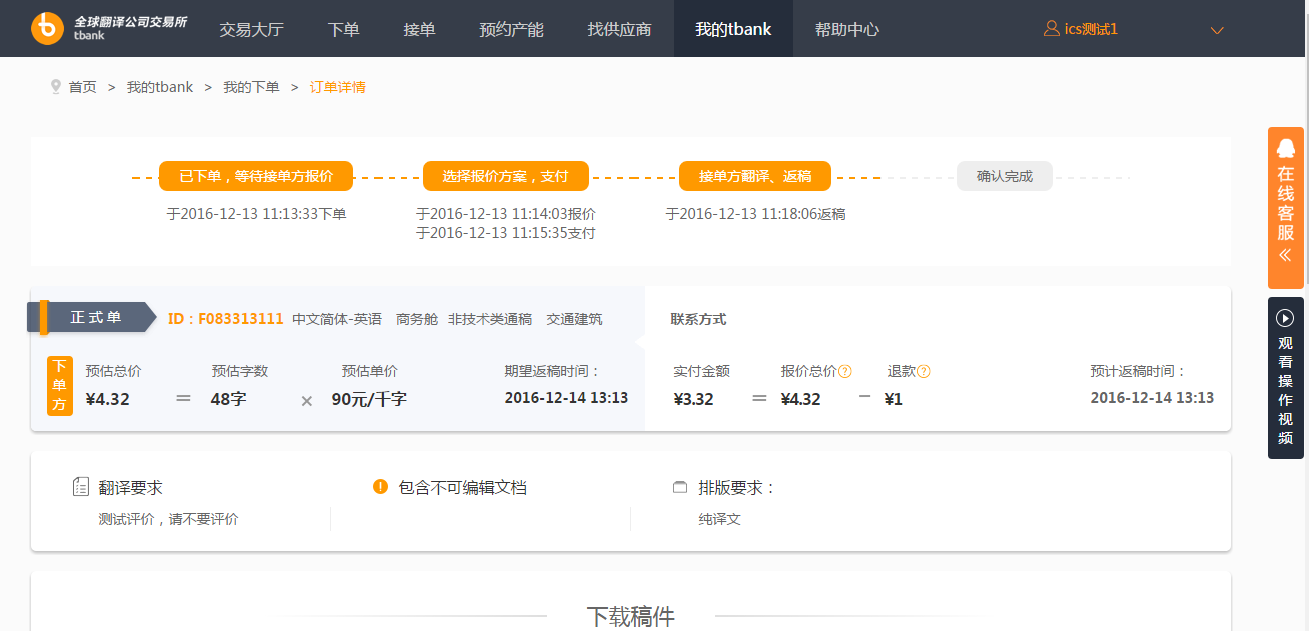 全球翻译公司交易所
tbank
交易大厅 下单 接单 预约产能 找供应商 我的tbank 帮助中心 ics测试1
首页 > 我的tbank > 我的下单 > 订单详情
已下单，等待接单方报价 选择报价方案，支付 接单方翻译、返稿 确认完成
于2016-12-13 11:13:33下单 于2016-12-13 11:14:03报价 于2016-12-13 11:18:06返稿
于2016-12-13 11:15:35支付
正式单 ID：F083313111 中文简体-英语 商务舱 非技术类通稿 交通建筑 联系方式
下单方
预估总价 预估字数 预估单价 期望返稿时间： 实付金额 报价总价? 退款? 预计返稿时间：
¥4.32 = 48字 × 90元/千字 2016-12-14 13:13 ¥3.32 = ¥4.32 − ¥1 2016-12-14 13:13
翻译要求 包含不可编辑文档 排版要求：
测试评价，请不要评价 纯译文
下载稿件
在线客服
观看操作视频